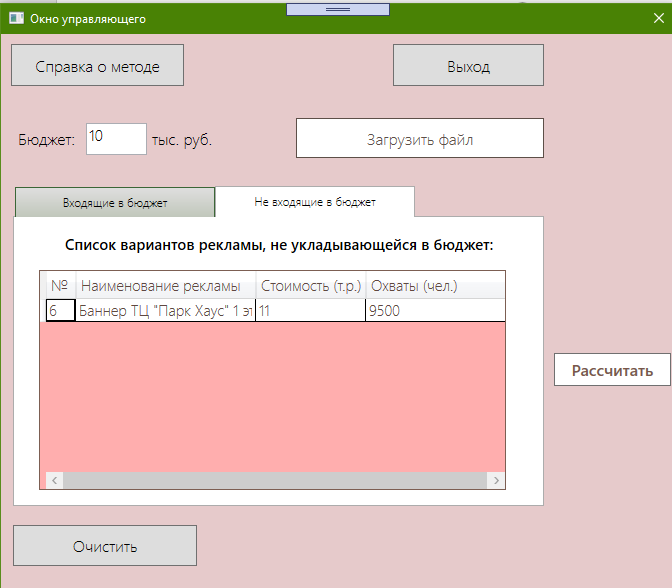 Окно управляющего
Справка о методе
Выход
Бюджет: 10 тыс. руб.
Загрузить файл
Входящие в бюджет
Не входящие в бюджет
Список вариантов рекламы, не укладывающейся в бюджет:
№ Наименование рекламы Стоимость (т.р.) Охваты (чел.)
6 Баннер ТЦ "Парк Хаус" 1 эт 11 9500
Рассчитать
Очистить